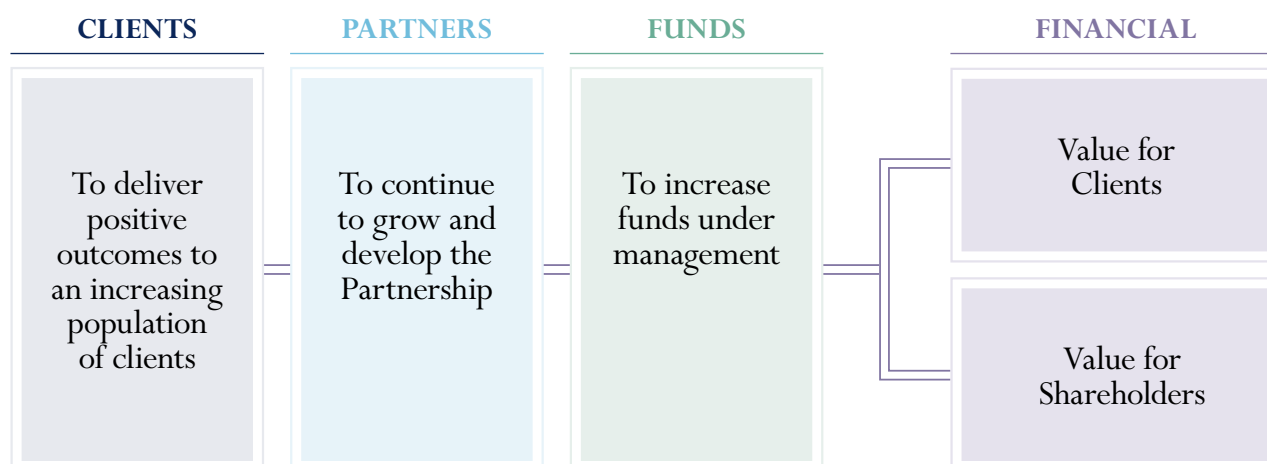 CLIENTS
To deliver
positive
outcomes to
an increasing
population
of clients
PARTNERS
To continue
to grow and
develop the
Partnership
FUNDS
To increase
funds under
management
FINANCIAL
Value for
Clients
Value for
Shareholders